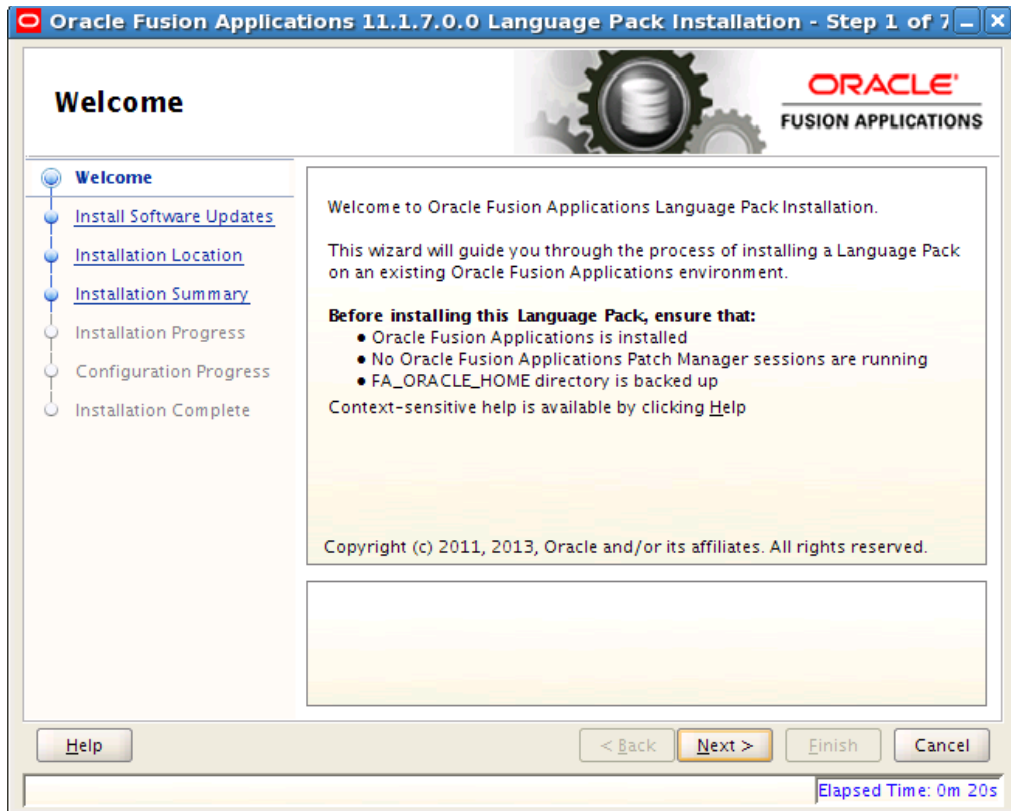 Oracle Fusion Applications 11.1.7.0.0 Language Pack Installation - Step 1 of 7
Welcome
ORACLE
FUSION APPLICATIONS
Welcome
Install Software Updates
Installation Location
Installation Summary
Installation Progress
Configuration Progress
Installation Complete
Welcome to Oracle Fusion Applications Language Pack Installation.
This wizard will guide you through the process of installing a Language Pack
on an existing Oracle Fusion Applications environment.
Before installing this Language Pack, ensure that:
● Oracle Fusion Applications is installed
● No Oracle Fusion Applications Patch Manager sessions are running
● FA_ORACLE_HOME directory is backed up
Context-sensitive help is available by clicking Help
Copyright (c) 2011, 2013, Oracle and/or its affiliates. All rights reserved.
Help
< Back
Next >
Finish
Cancel
Elapsed Time: 0m 20s